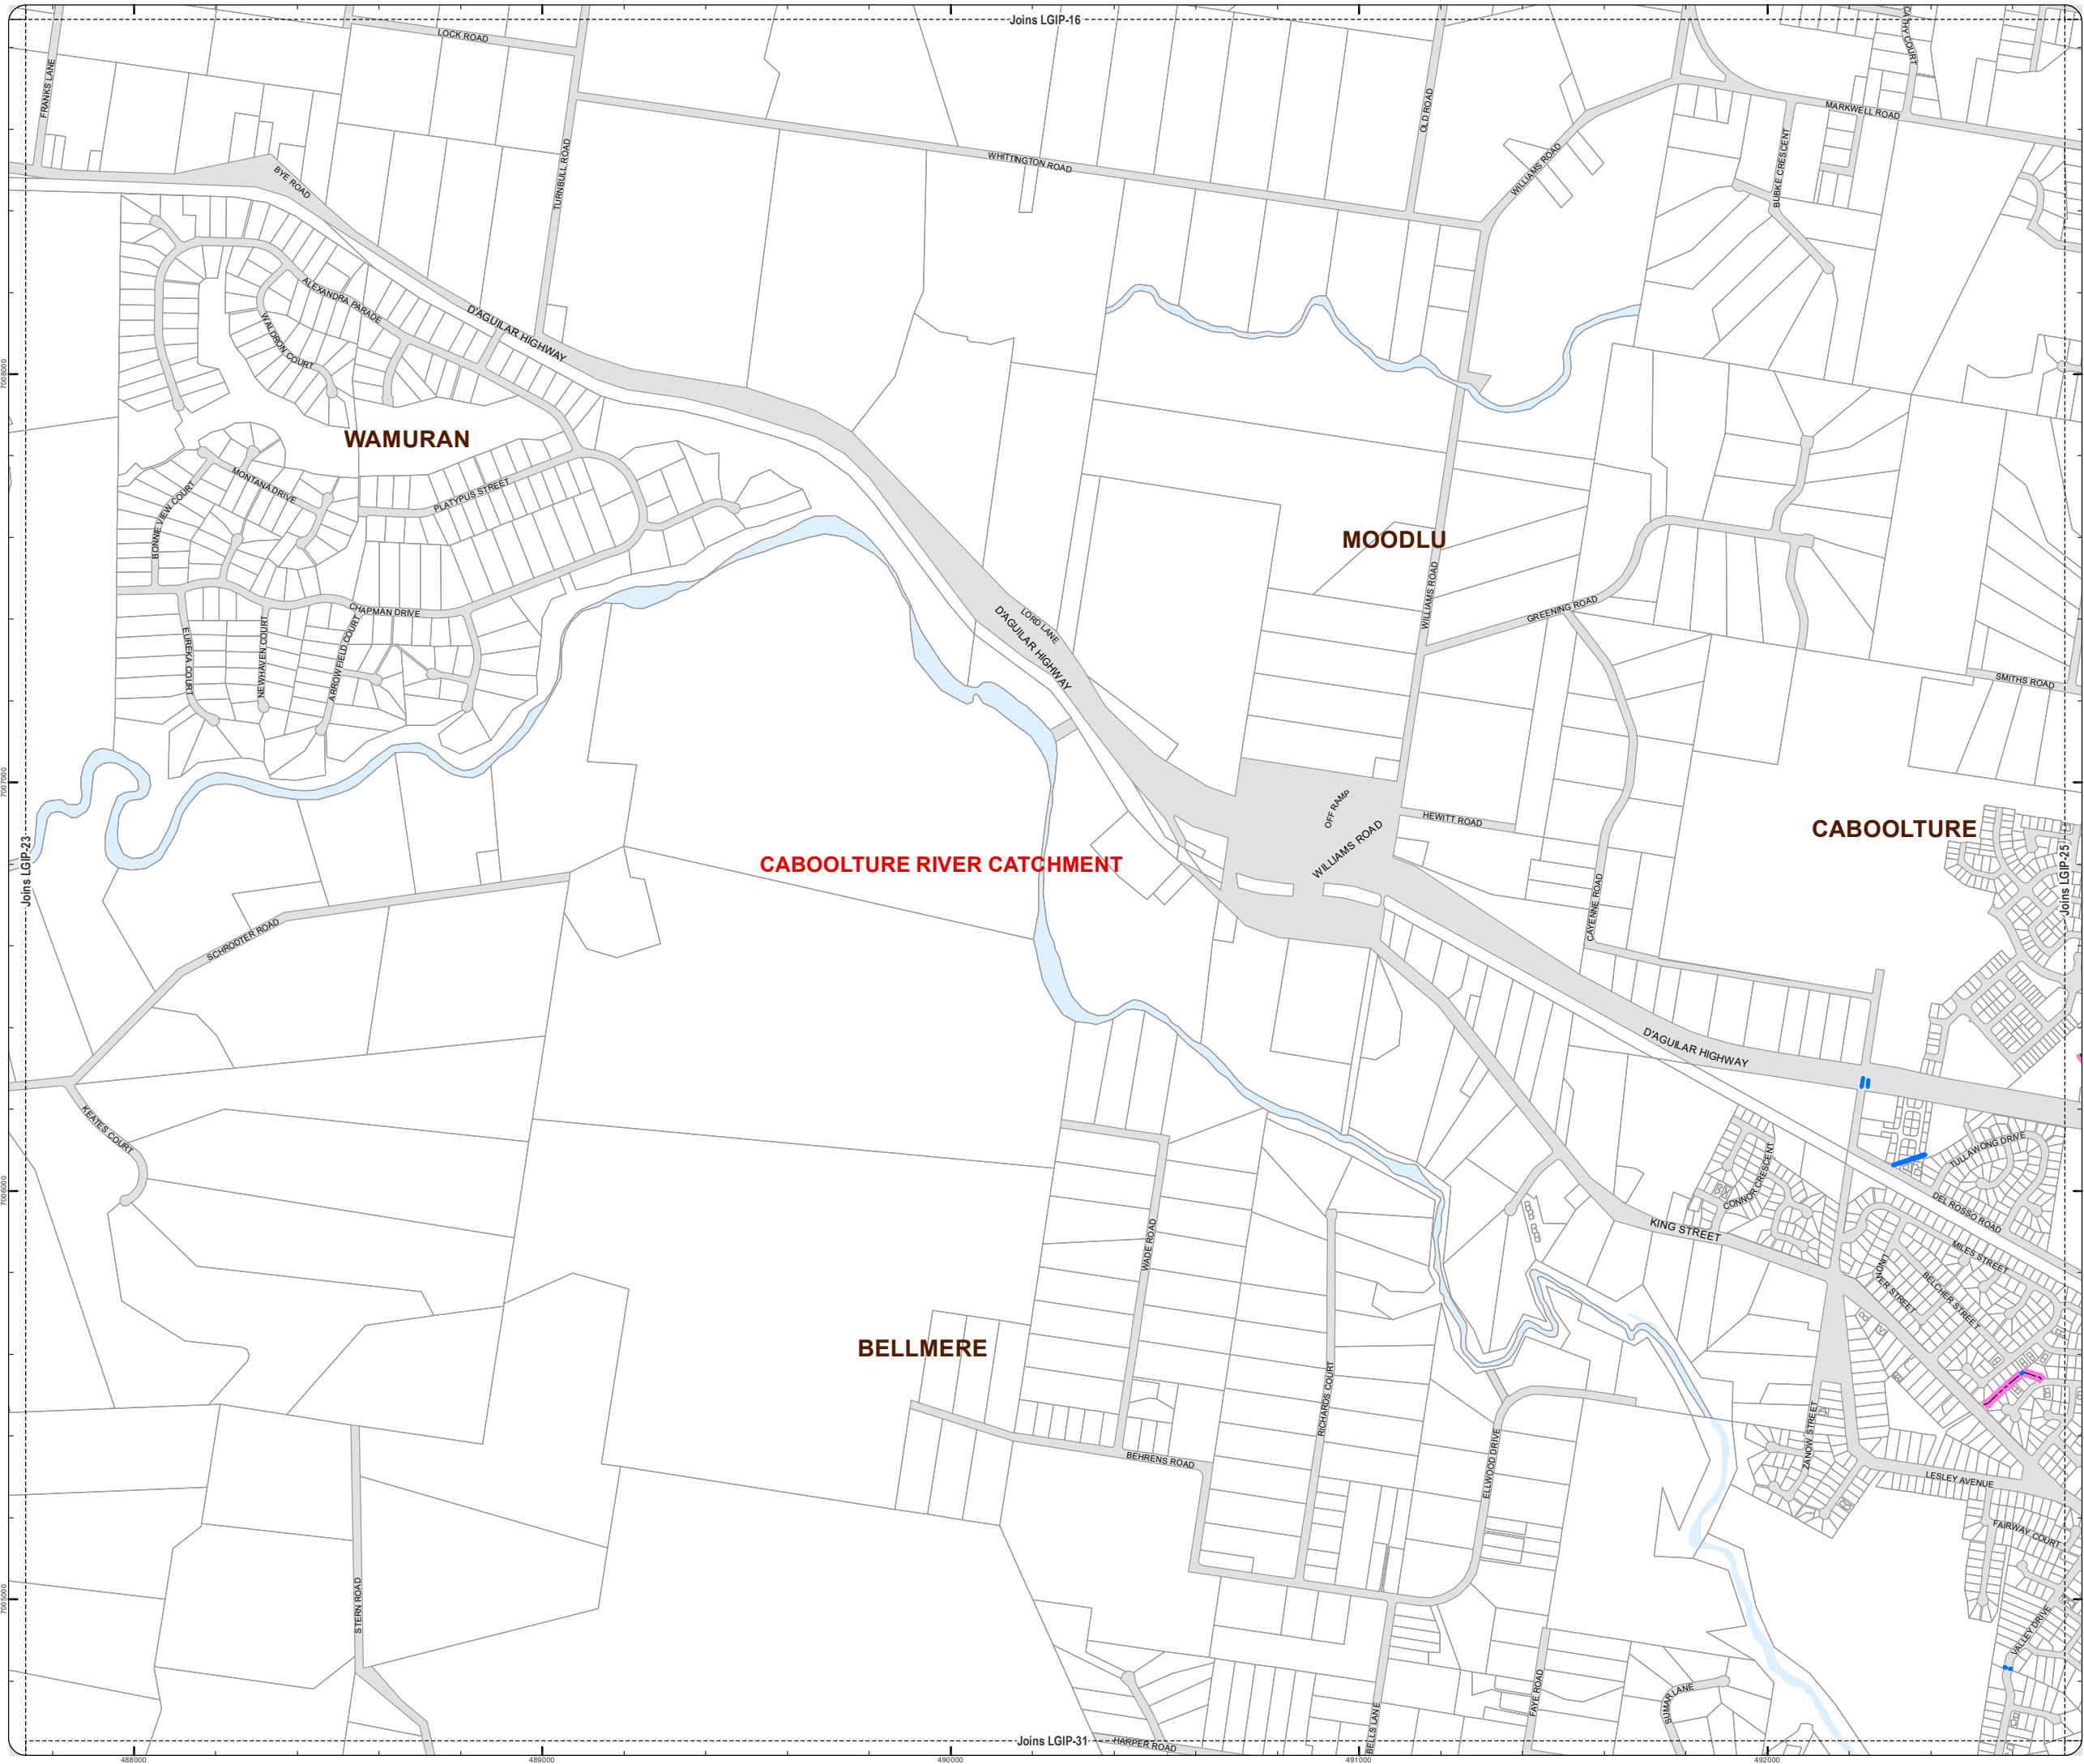 Joins LGIP-16
LOCK ROAD
FRANKS LANE
CATHY COURT
MARKWELL ROAD
OLD ROAD
BYE ROAD
TURNBULL ROAD
WHITTINGTON ROAD
WILLIAMS ROAD
BUBKE CRESCENT
ALEXANDRA PARADE
WALDRON COURT
D'AGUILAR HIGHWAY
7008000
WAMURAN
MONTANA DRIVE
BONNIE VIEW COURT
PLATYPUS STREET
MOODLU
CHAPMAN DRIVE
EUREKA COURT
NEWHAVEN COURT
ARROWFIELD COURT
LORD LANE
D'AGUILAR HIGHWAY
WILLIAMS ROAD
GREENING ROAD
SMITHS ROAD
7007000
OFF RAMP
WILLIAMS ROAD
HEWITT ROAD
CABOOLTURE
Joins LGIP-23
CABOOLTURE RIVER CATCHMENT
Joins LGIP-25
CAYENNE ROAD
SCHRODTER ROAD
D'AGUILAR HIGHWAY
KEATES COURT
TULLAWONG DRIVE
CONNOR CRESCENT
7006000
DEL ROSSO ROAD
KING STREET
WADE ROAD
MILES STREET
BELCHER STREET
BELLMERE
RICHARDS COURT
ZANOW STREET
BEHRENS ROAD
ELLWOOD DRIVE
LESLEY AVENUE
FAIRWAY COURT
STERN ROAD
7005000
VALLEY DRIVE
FAYE ROAD
SUMAR LANE
BELLS LANE
HARPER ROAD
Joins LGIP-31
488000
489000
490000
491000
492000